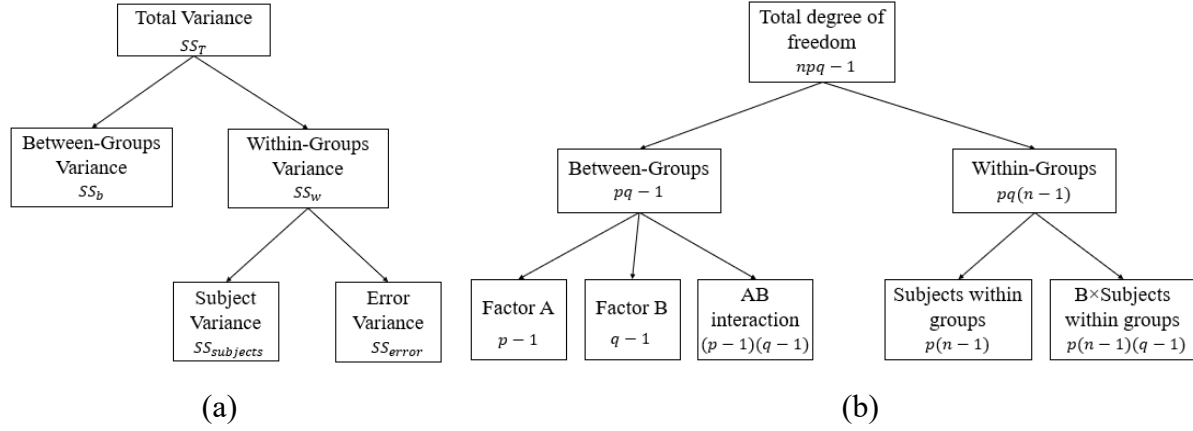 Total Variance
SS_T
Between-Groups
Variance
SS_b
Within-Groups
Variance
SS_w
Subject
Variance
SS_subjects
Error
Variance
SS_error
(a)
Total degree of
freedom
npq − 1
Between-Groups
pq − 1
Within-Groups
pq(n − 1)
Factor A
p − 1
Factor B
q − 1
AB
interaction
(p − 1)(q − 1)
Subjects within
groups
p(n − 1)
B×Subjects
within groups
p(n − 1)(q − 1)
(b)